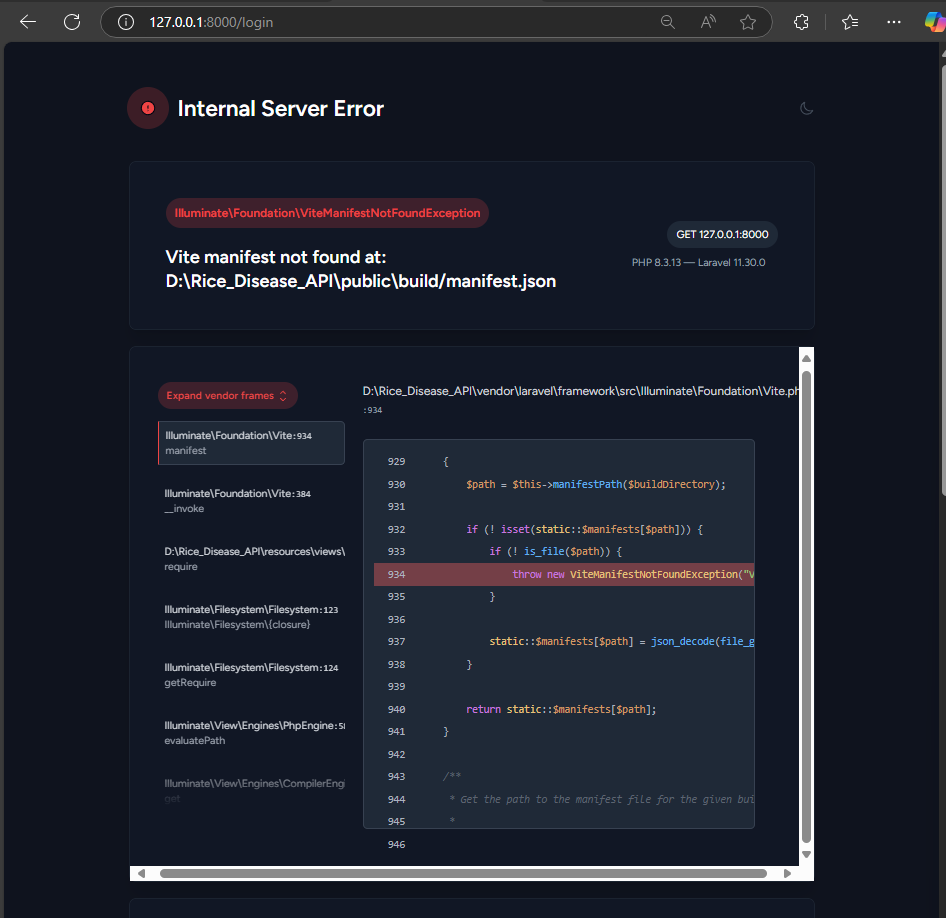 127.0.0.1:8000/login
Internal Server Error
Illuminate\Foundation\ViteManifestNotFoundException
GET 127.0.0.1:8000
Vite manifest not found at:
D:\Rice_Disease_API\public\build/manifest.json
PHP 8.3.13 — Laravel 11.30.0
Expand vendor frames
Illuminate\Foundation\Vite:934
manifest
Illuminate\Foundation\Vite:384
__invoke
D:\Rice_Disease_API\resources\views\
require
Illuminate\Filesystem\Filesystem:123
Illuminate\Filesystem\{closure}
Illuminate\Filesystem\Filesystem:124
getRequire
Illuminate\View\Engines\PhpEngine:5
evaluatePath
Illuminate\View\Engines\CompilerEngi
get
D:\Rice_Disease_API\vendor\laravel\framework\src\Illuminate\Foundation\Vite.ph
:934
929 {
930 $path = $this->manifestPath($buildDirectory);
931
932 if (! isset(static::$manifests[$path])) {
933 if (! is_file($path)) {
934 throw new ViteManifestNotFoundException("V
935 }
936
937 static::$manifests[$path] = json_decode(file_g
938 }
939
940 return static::$manifests[$path];
941 }
942
943 /**
944 * Get the path to the manifest file for the given bui
945 *
946